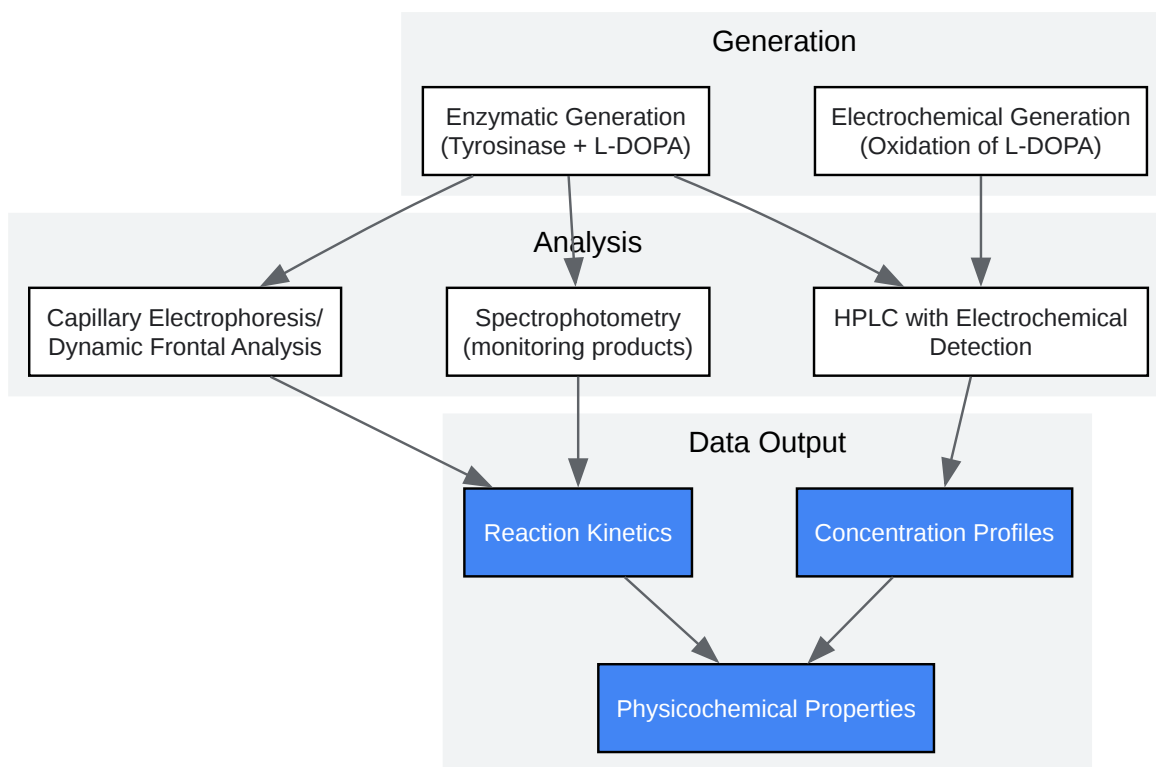 Generation
Enzymatic Generation
(Tyrosinase + L-DOPA)
Electrochemical Generation
(Oxidation of L-DOPA)
Analysis
Capillary Electrophoresis/
Dynamic Frontal Analysis
Spectrophotometry
(monitoring products)
HPLC with Electrochemical
Detection
Data Output
Reaction Kinetics
Concentration Profiles
Physicochemical Properties